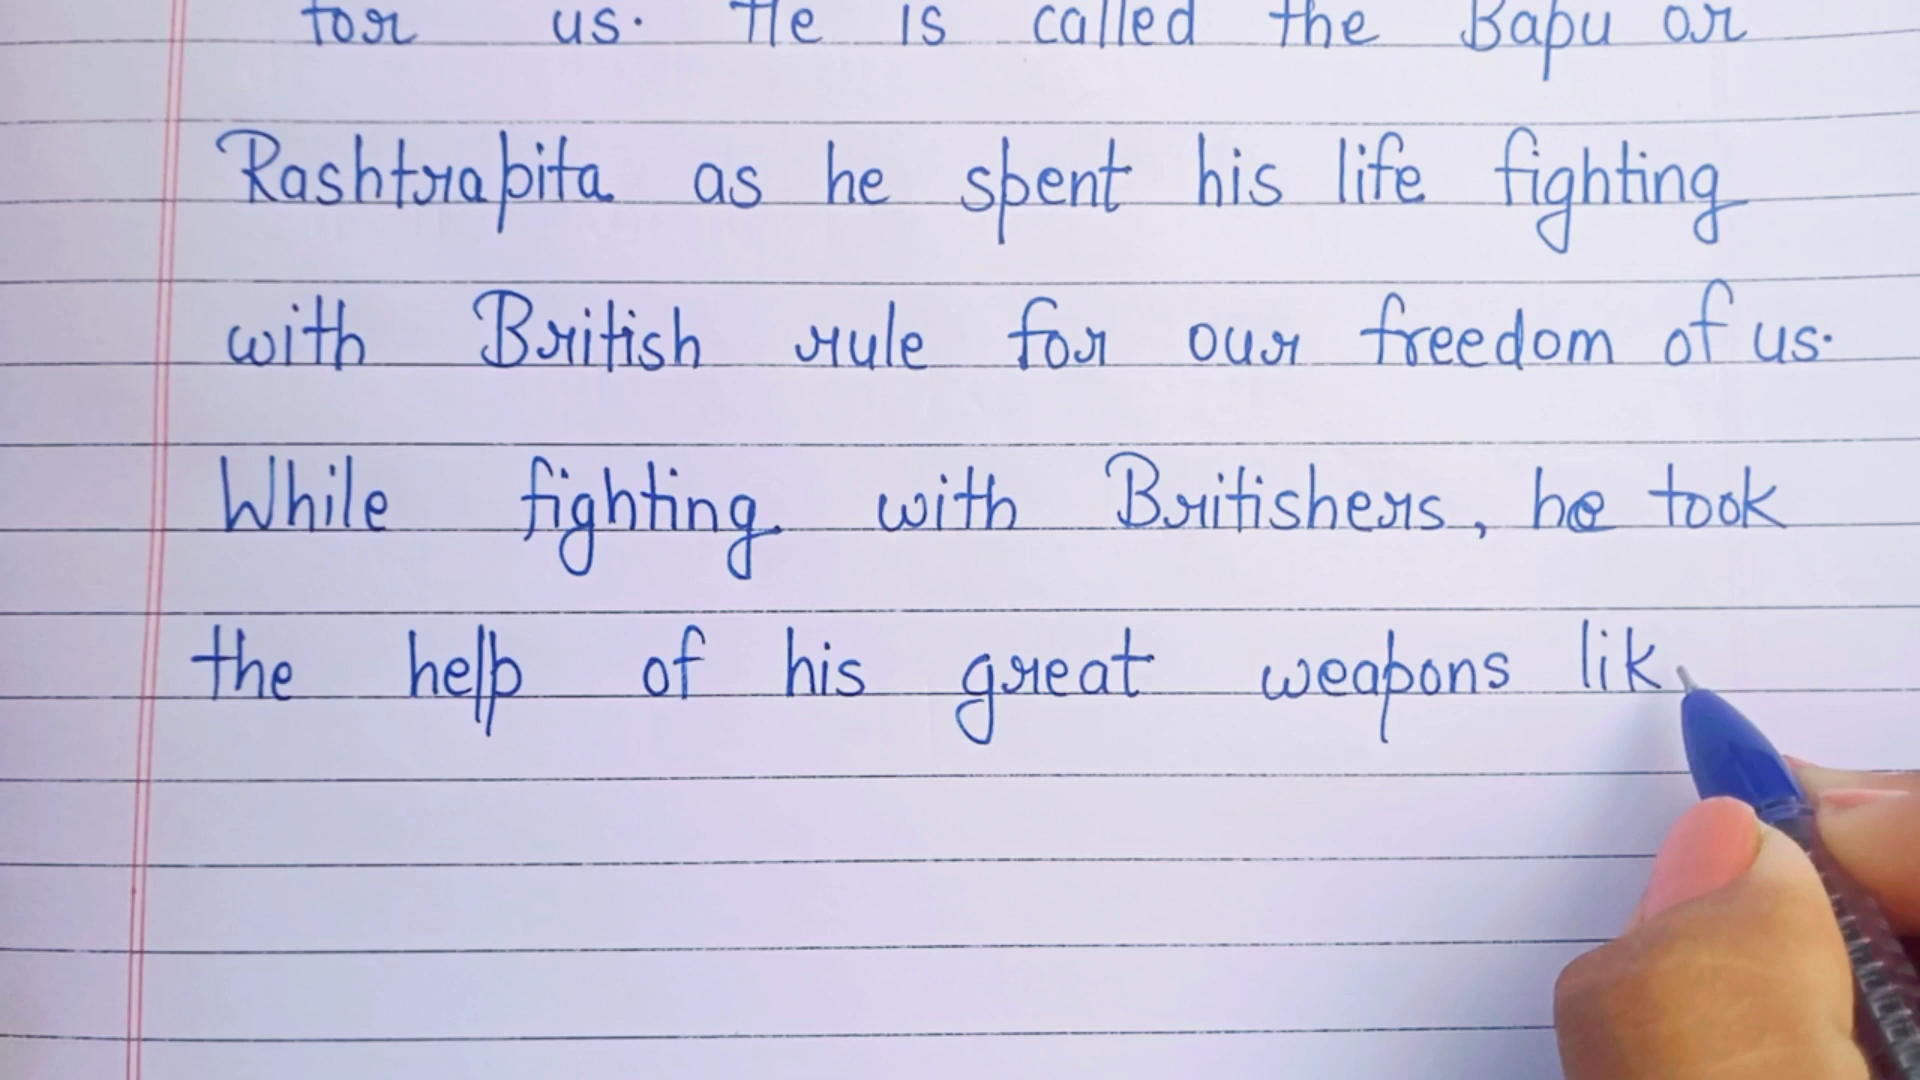 for us. He is called the Bapu or
Rashtrapita as he spent his life fighting
with British rule for our freedom of us.
While fighting with Britishers, he took
the help of his great weapons lik